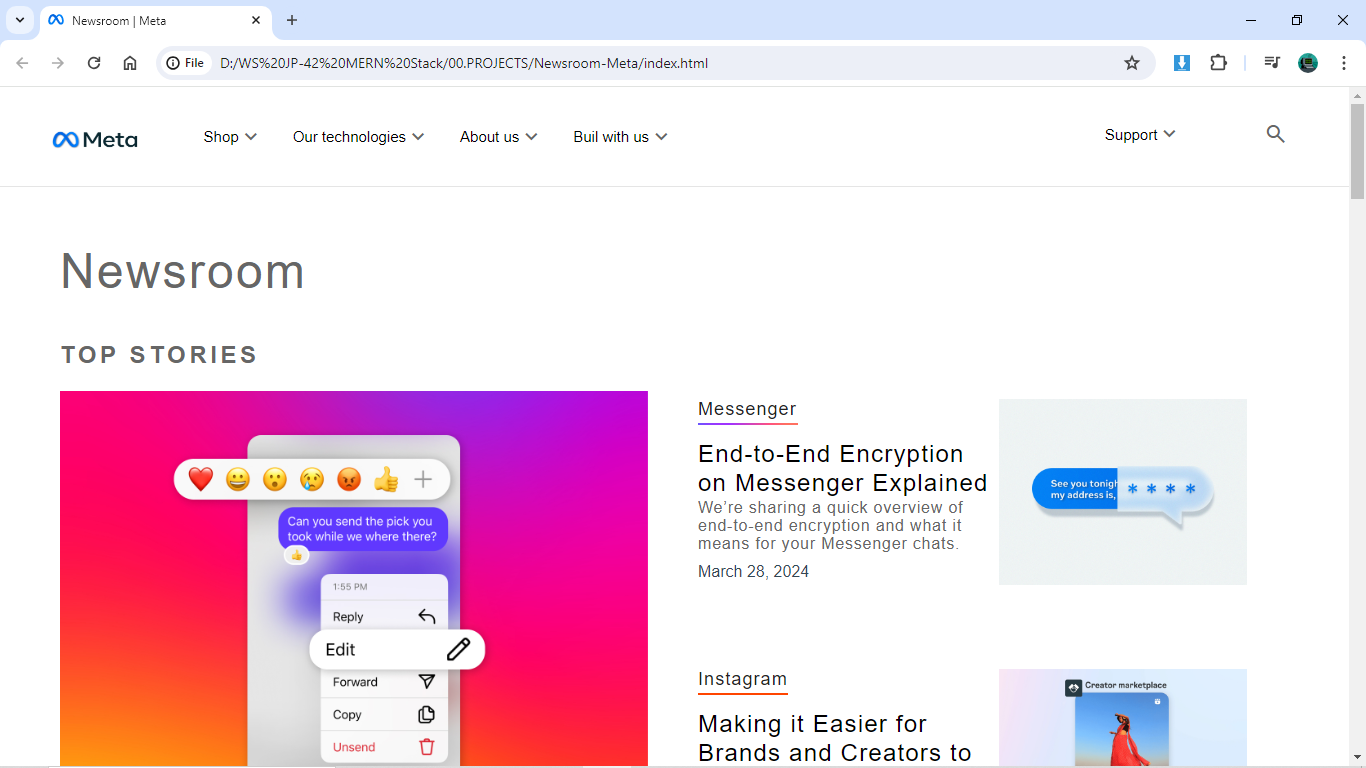 Newsroom | Meta
File
D:/WS%20JP-42%20MERN%20Stack/00.PROJECTS/Newsroom-Meta/index.html
Meta
Shop
Our technologies
About us
Buil with us
Support
Newsroom
TOP STORIES
Can you send the pick you
took while we where there?
1:55 PM
Reply
Edit
Forward
Copy
Unsend
Messenger
End-to-End Encryption
on Messenger Explained
We’re sharing a quick overview of
end-to-end encryption and what it
means for your Messenger chats.
March 28, 2024
See you tonigh
my address is,
* * * *
Instagram
Making it Easier for
Brands and Creators to
Creator marketplace